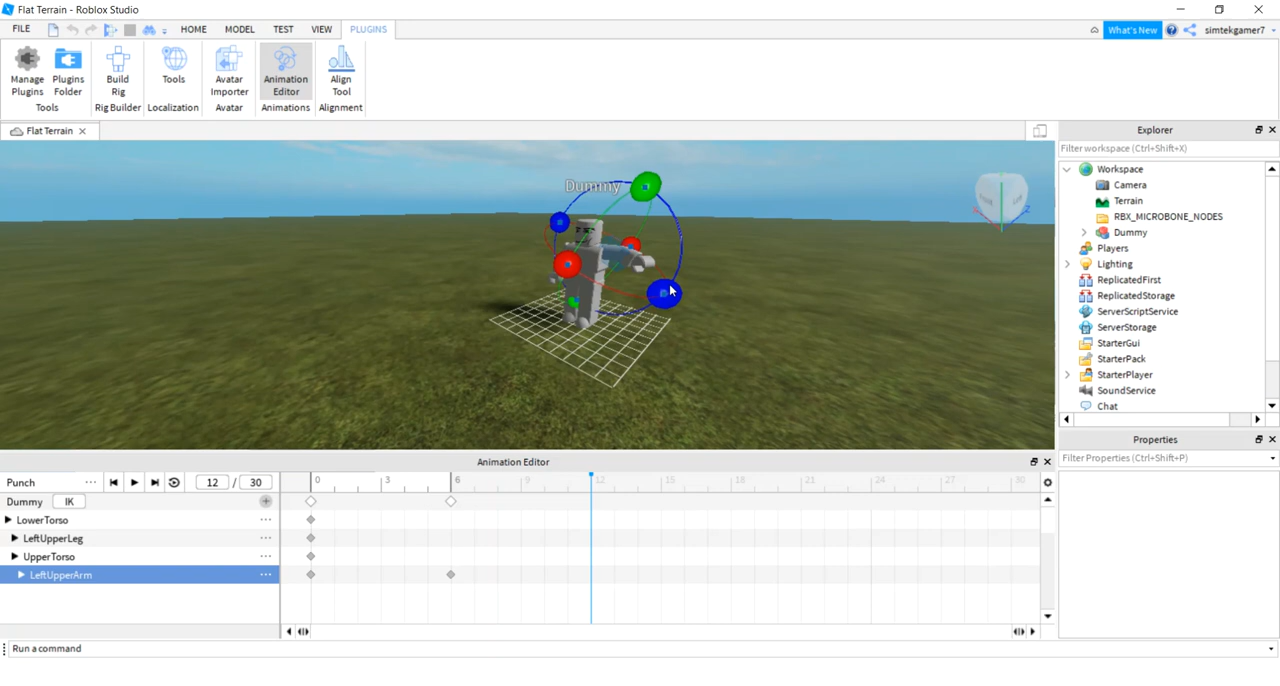 Flat Terrain - Roblox Studio
FILE HOME MODEL TEST VIEW PLUGINS What's New simtekgamer7
Manage Plugins
Plugins Folder
Build Rig
Tools
Avatar Importer
Animation Editor
Align Tool
Tools Rig Builder Localization Avatar Animations Alignment
Flat Terrain
Dummy
Explorer
Filter workspace (Ctrl+Shift+X)
Workspace
Camera
Terrain
RBX_MICROBONE_NODES
Dummy
Players
Lighting
ReplicatedFirst
ReplicatedStorage
ServerScriptService
ServerStorage
StarterGui
StarterPack
StarterPlayer
SoundService
Chat
Properties
Filter Properties (Ctrl+Shift+P)
Animation Editor
Punch 12 / 30 0 3 6 9 12 15 18 21 24 27 30
Dummy IK
LowerTorso
LeftUpperLeg
UpperTorso
LeftUpperArm
Run a command